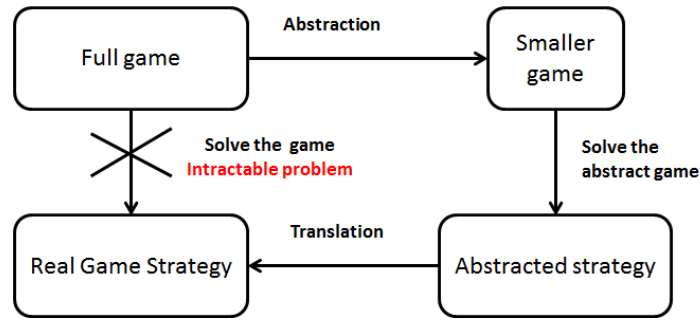 Full game
Abstraction
Smaller
game
Solve the game
Intractable problem
Solve the
abstract game
Real Game Strategy
Translation
Abstracted strategy